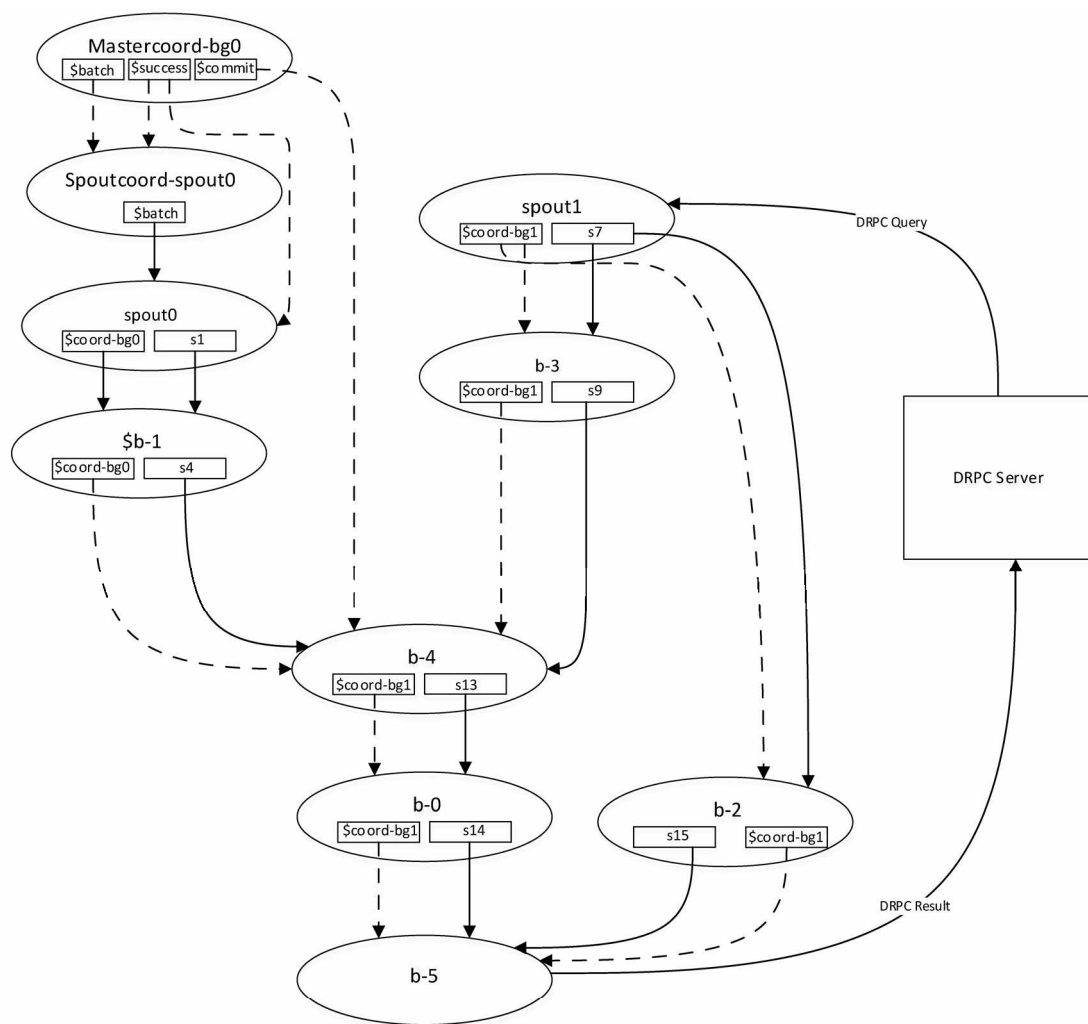 Mastercoord-bg0
$batch
$success
$commit
Spoutcoord-spout0
$batch
spout0
$coord-bg0
s1
$b-1
$coord-bg0
s4
spout1
$coord-bg1
s7
DRPC Query
b-3
$coord-bg1
s9
DRPC Server
b-4
$coord-bg1
s13
b-0
$coord-bg1
s14
b-2
s15
$coord-bg1
DRPC Result
b-5